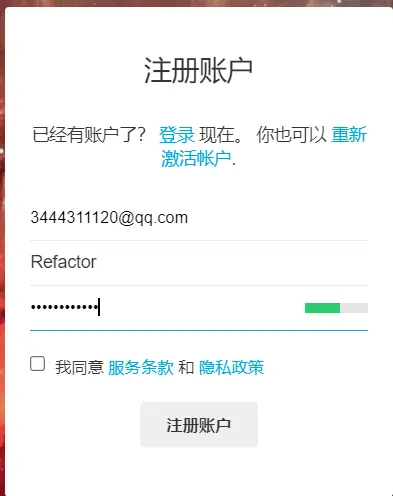 注册账户
已经有账户了? 登录 现在。 你也可以 重新
激活帐户.
3444311120@qq.com
Refactor
••••••••••••
我同意 服务条款 和 隐私政策
注册账户